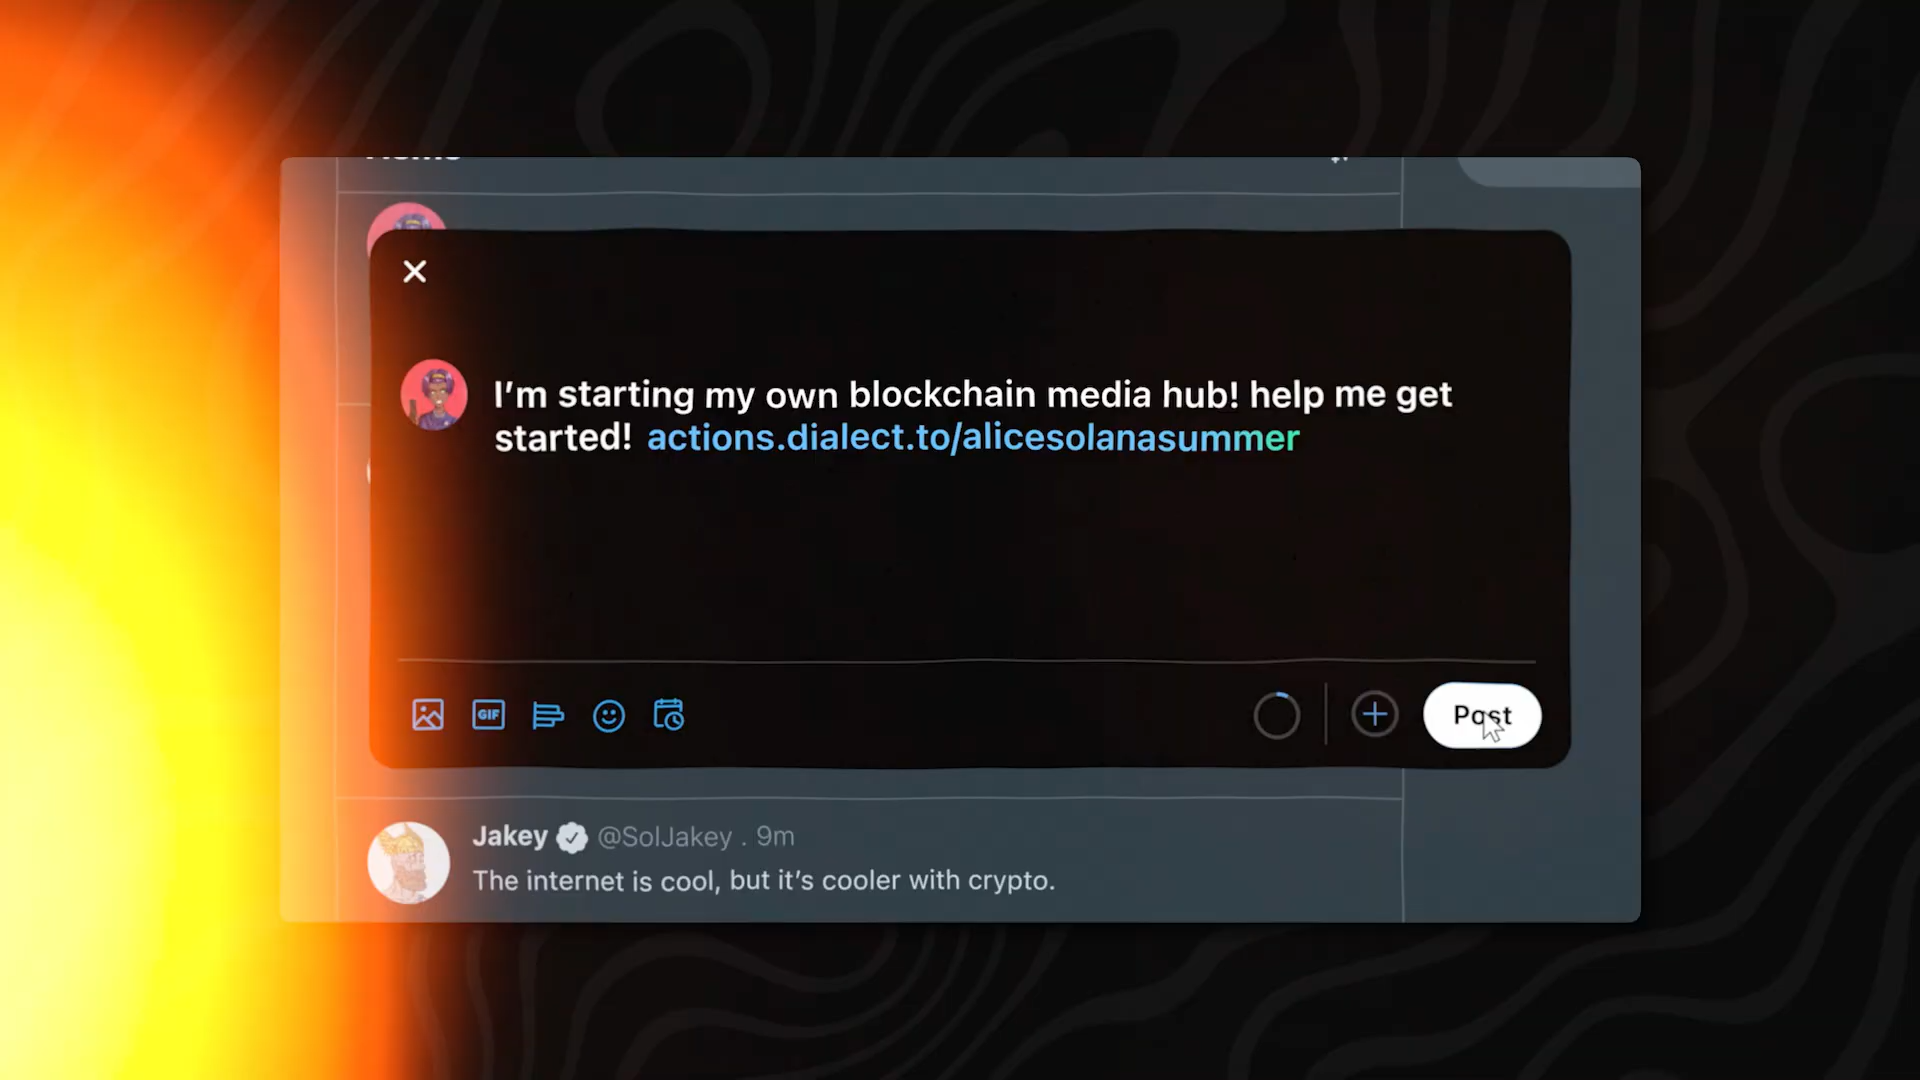 I'm starting my own blockchain media hub! help me get
started! actions.dialect.to/alicesolanasummer
GIF
Post
Jakey @SolJakey . 9m
The internet is cool, but it's cooler with crypto.